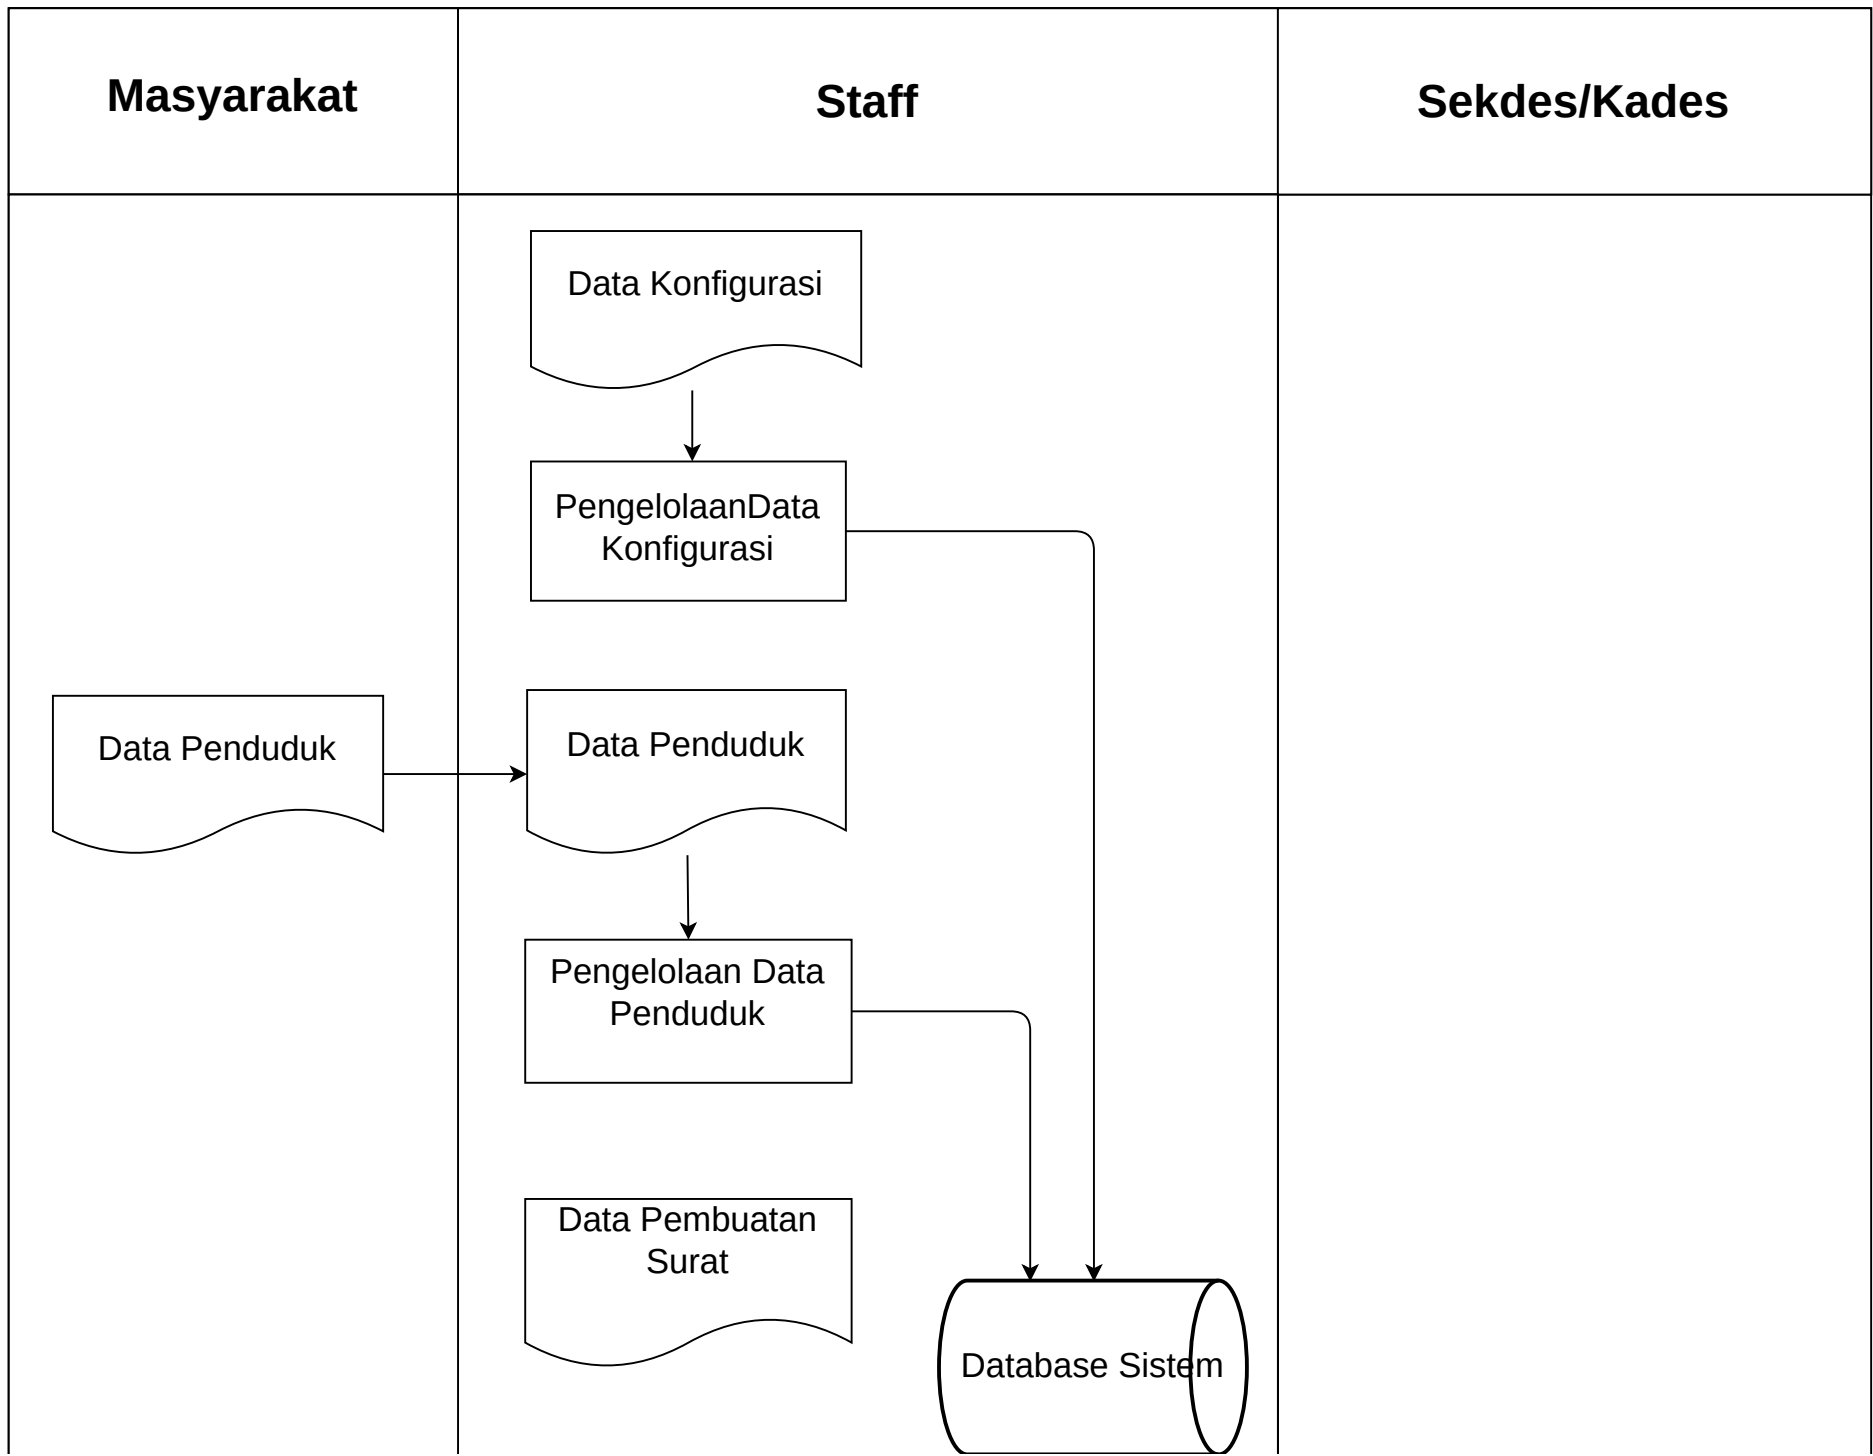 Masyarakat
Staff
Sekdes/Kades
Data Konfigurasi
PengelolaanData
Konfigurasi
Data Penduduk
Data Penduduk
Pengelolaan Data
Penduduk
Data Pembuatan
Surat
Database Sistem